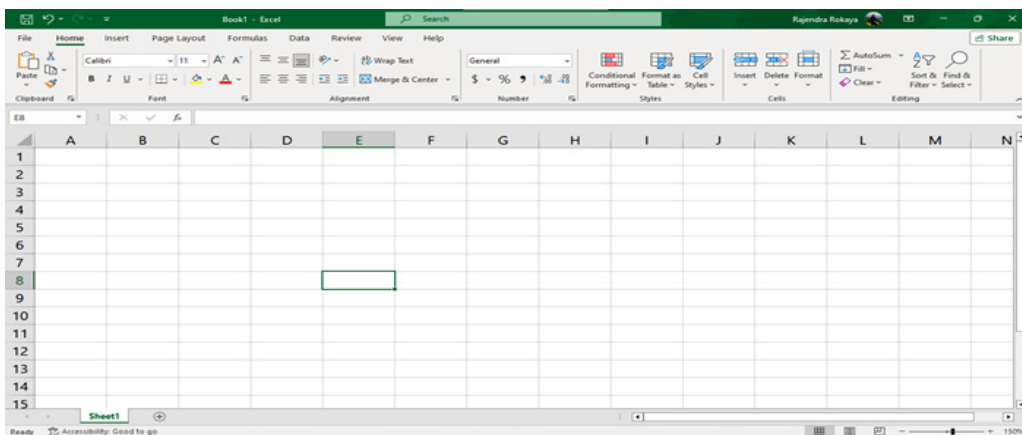 Book1 - Excel
Search
Rajendra Rokaya
File Home Insert Page Layout Formulas Data Review View Help
Share
Paste
Calibri 11 A^ A˅
B I U A
Wrap Text
Merge & Center
General
$ % ,
Conditional Formatting
Format as Table
Cell Styles
Insert Delete Format
AutoSum
Fill
Clear
Sort & Filter
Find & Select
Clipboard Font Alignment Number Styles Cells Editing
E8 fx
A B C D E F G H I J K L M N
1
2
3
4
5
6
7
8
9
10
11
12
13
14
15
Sheet1
Ready Accessibility: Good to go 150%